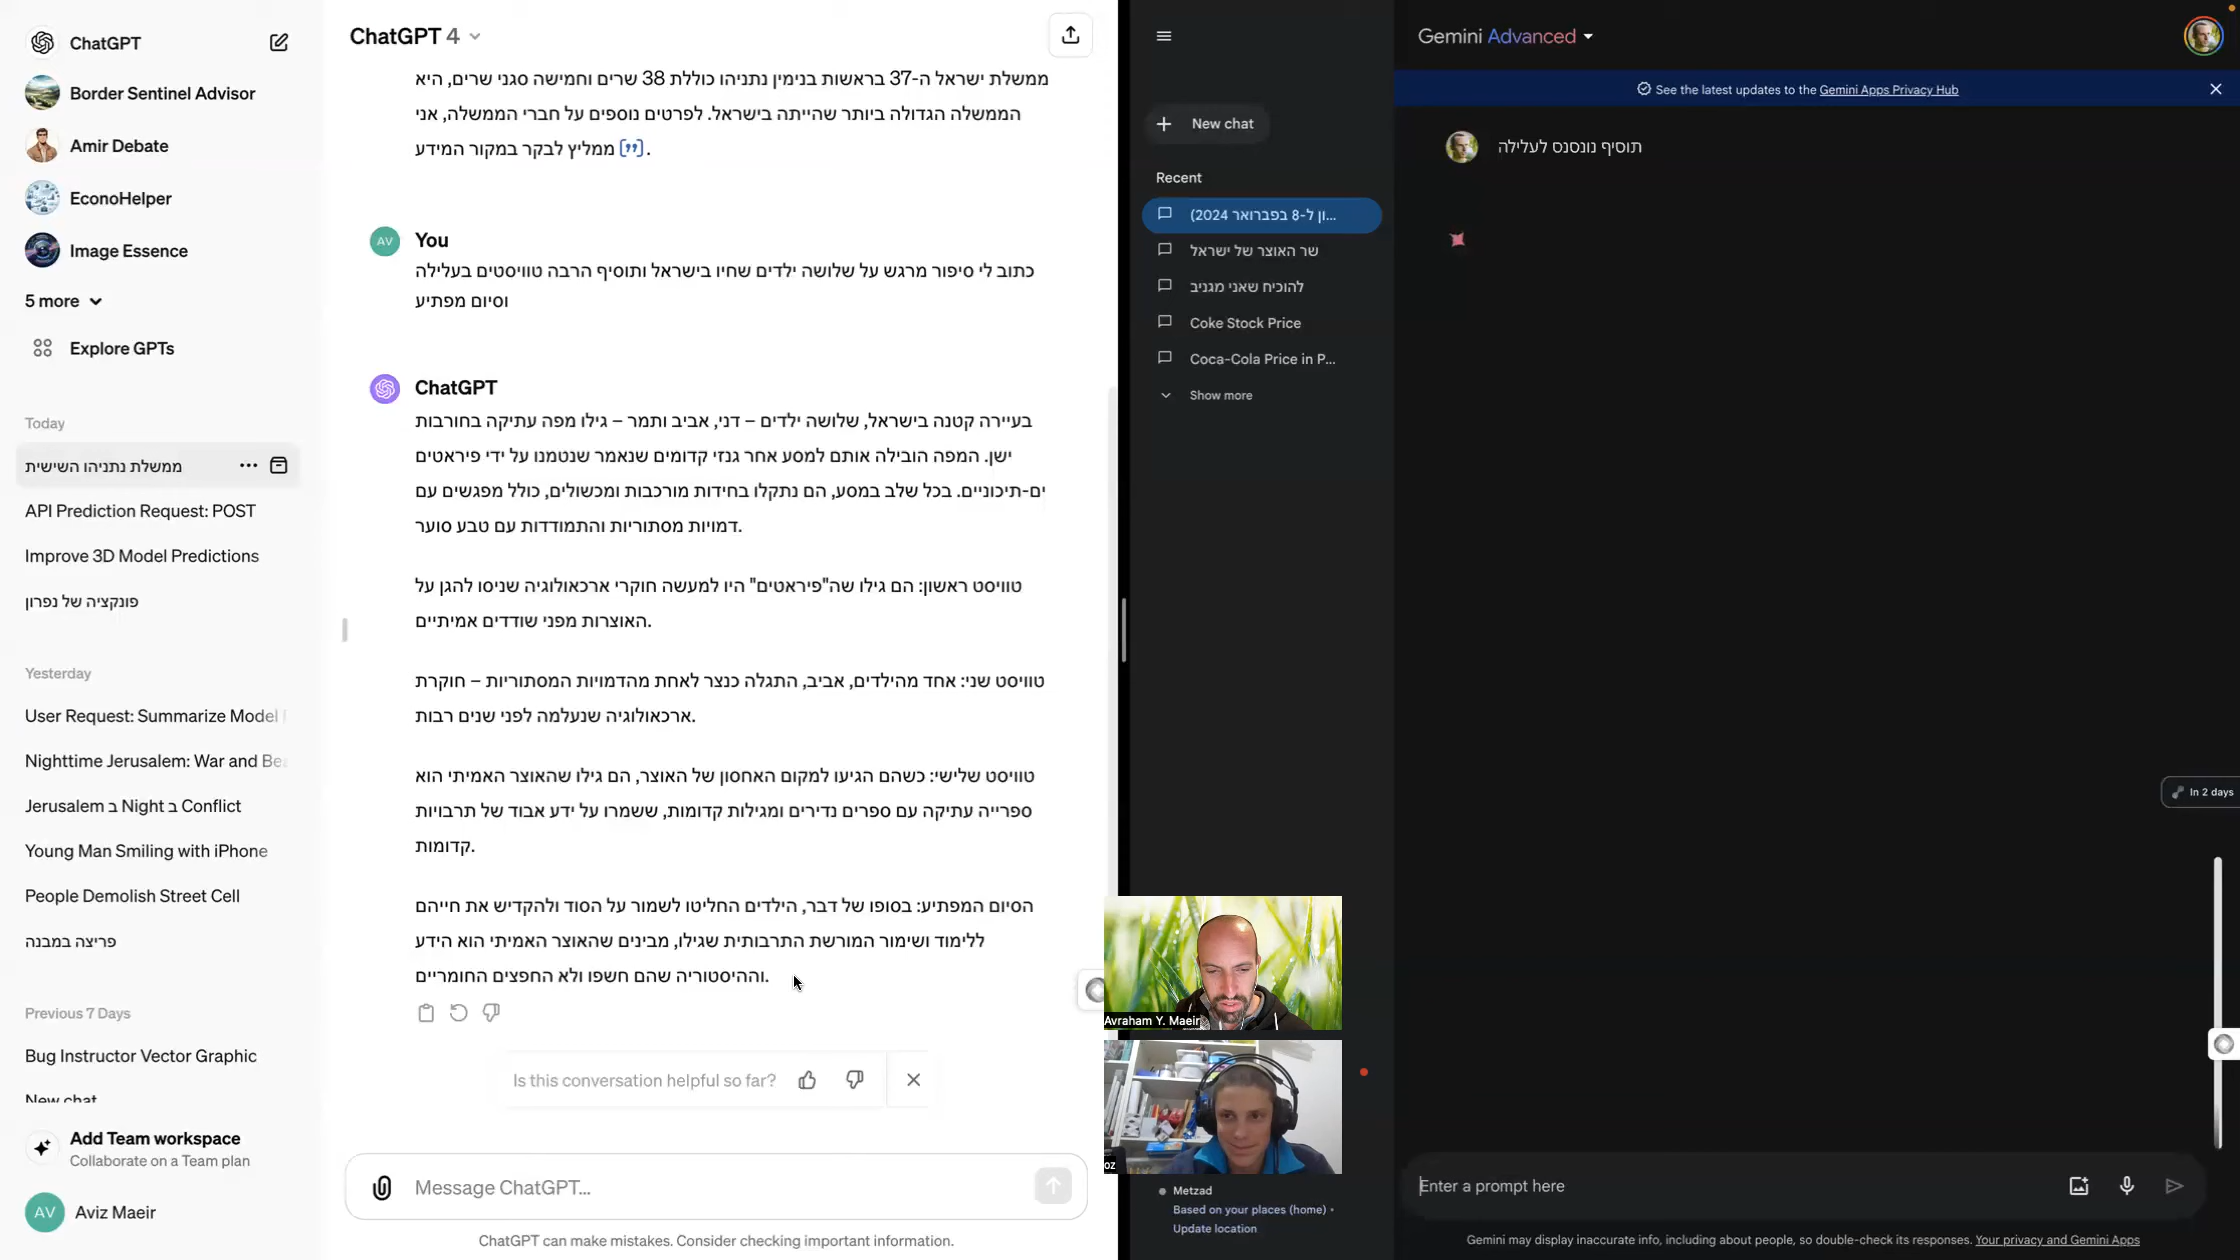 ChatGPT
Border Sentinel Advisor
Amir Debate
EconoHelper
Image Essence
5 more
Explore GPTs
Today
ממשלת נתניהו השישית
API Prediction Request: POST
Improve 3D Model Predictions
פונקציה של נפרון
Yesterday
User Request: Summarize Model
Nighttime Jerusalem: War and Bea
Jerusalem ב Night ב Conflict
Young Man Smiling with iPhone
People Demolish Street Cell
פריצה במבנה
Previous 7 Days
Bug Instructor Vector Graphic
New chat
Add Team workspace
Collaborate on a Team plan
AV Aviz Maeir
ChatGPT 4
ממשלת ישראל ה-37 בראשות בנימין נתניהו כוללת 38 שרים וחמישה סגני שרים, היא
הממשלה הגדולה ביותר שהייתה בישראל. לפרטים נוספים על חברי הממשלה, אני
ממליץ לבקר במקור המידע ["].
AV You
כתוב לי סיפור מרגש על שלושה ילדים שחיו בישראל ותוסיף הרבה טוויסטים בעלילה
וסיום מפתיע
ChatGPT
בעיירה קטנה בישראל, שלושה ילדים – דני, אביב ותמר – גילו מפה עתיקה בחורבות
ישן. המפה הובילה אותם למסע אחר גנזי קדומים שנאמר שנטמנו על ידי פיראטים
ים-תיכוניים. בכל שלב במסע, הם נתקלו בחידות מורכבות ומכשולים, כולל מפגשים עם
דמויות מסתוריות והתמודדות עם טבע סוער.
טוויסט ראשון: הם גילו שה"פיראטים" היו למעשה חוקרי ארכאולוגיה שניסו להגן על
האוצרות מפני שודדים אמיתיים.
טוויסט שני: אחד מהילדים, אביב, התגלה כנצר לאחת מהדמויות המסתוריות – חוקרת
ארכאולוגיה שנעלמה לפני שנים רבות.
טוויסט שלישי: כשהם הגיעו למקום האחסון של האוצר, הם גילו שהאוצר האמיתי הוא
ספרייה עתיקה עם ספרים נדירים ומגילות קדומות, ששמרו על ידע אבוד של תרבויות
קדומות.
הסיום המפתיע: בסופו של דבר, הילדים החליטו לשמור על הסוד ולהקדיש את חייהם
ללימוד ושימור המורשת התרבותית שגילו, מבינים שהאוצר האמיתי הוא הידע
וההיסטוריה שהם חשפו ולא החפצים החומריים.
Is this conversation helpful so far?
Message ChatGPT...
ChatGPT can make mistakes. Consider checking important information.
New chat
Recent
...ון ל-8 בפברואר 2024)
שר האוצר של ישראל
להוכיח שאני מגניב
Coke Stock Price
Coca-Cola Price in P...
Show more
Avraham Y. Maeir
oz
Metzad
Based on your places (home) •
Update location
Gemini Advanced
See the latest updates to the Gemini Apps Privacy Hub
תוסיף נונסנס לעלילה
In 2 days
Enter a prompt here
Gemini may display inaccurate info, including about people, so double-check its responses. Your privacy and Gemini Apps